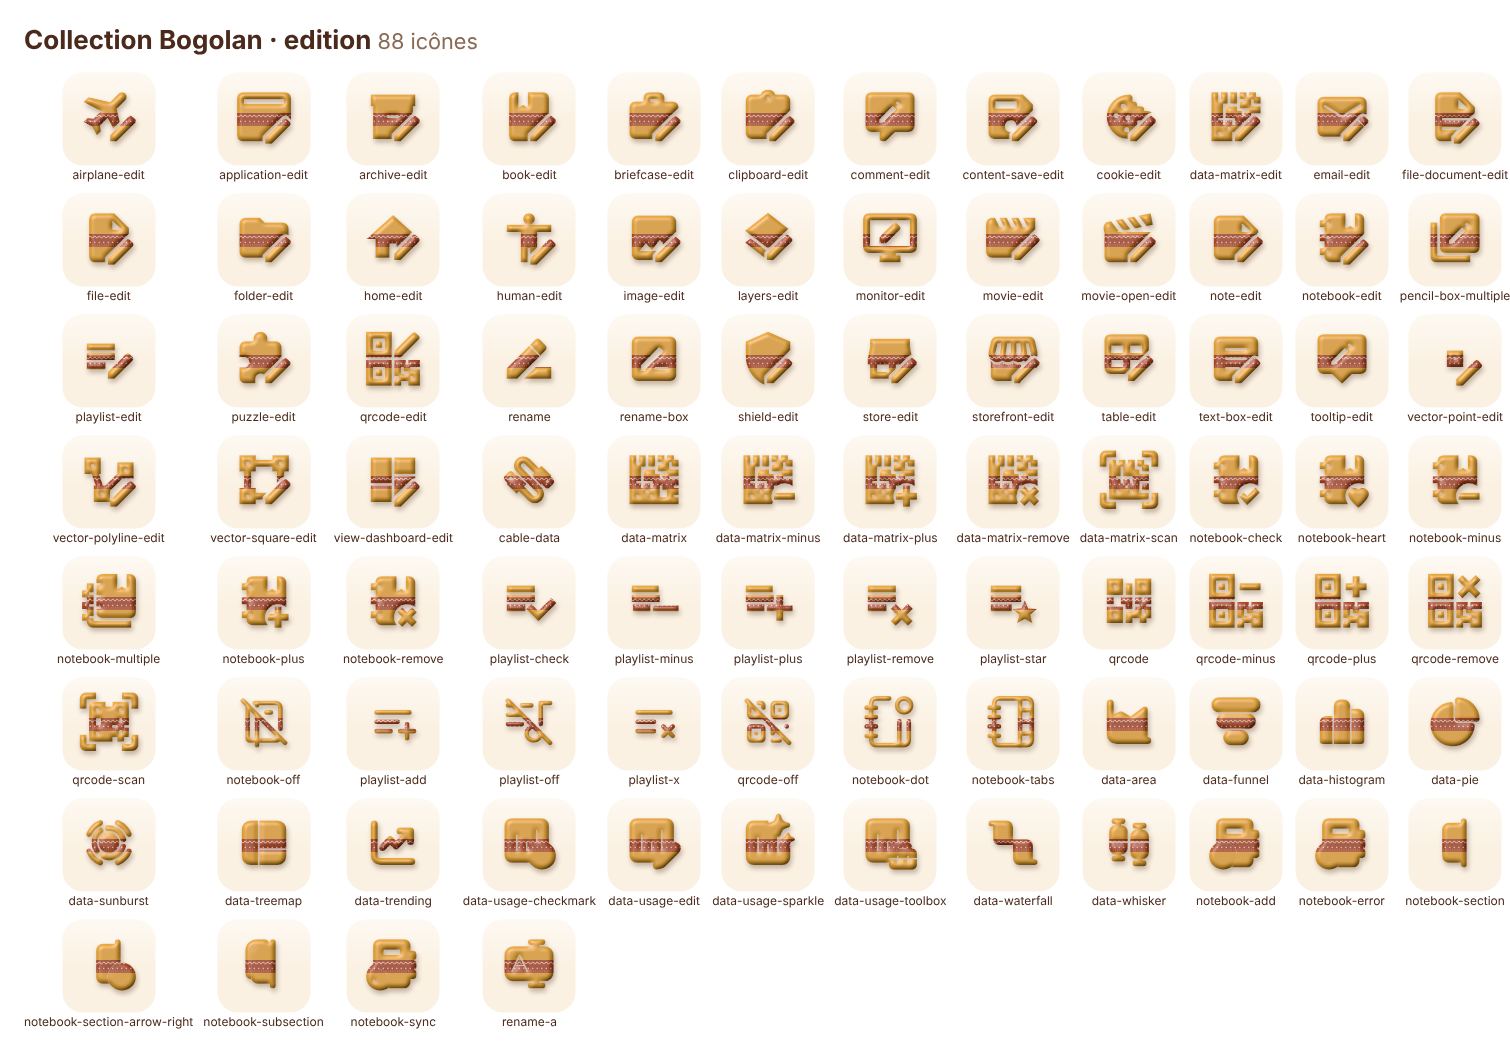 Collection Bogolan · edition 88 icônes
airplane-edit application-edit archive-edit book-edit briefcase-edit clipboard-edit comment-edit content-save-edit cookie-edit data-matrix-edit email-edit file-document-edit
file-edit folder-edit home-edit human-edit image-edit layers-edit monitor-edit movie-edit movie-open-edit note-edit notebook-edit pencil-box-multiple
playlist-edit puzzle-edit qrcode-edit rename rename-box shield-edit store-edit storefront-edit table-edit text-box-edit tooltip-edit vector-point-edit
vector-polyline-edit vector-square-edit view-dashboard-edit cable-data data-matrix data-matrix-minus data-matrix-plus data-matrix-remove data-matrix-scan notebook-check notebook-heart notebook-minus
notebook-multiple notebook-plus notebook-remove playlist-check playlist-minus playlist-plus playlist-remove playlist-star qrcode qrcode-minus qrcode-plus qrcode-remove
qrcode-scan notebook-off playlist-add playlist-off playlist-x qrcode-off notebook-dot notebook-tabs data-area data-funnel data-histogram data-pie
data-sunburst data-treemap data-trending data-usage-checkmark data-usage-edit data-usage-sparkle data-usage-toolbox data-waterfall data-whisker notebook-add notebook-error notebook-section
notebook-section-arrow-right notebook-subsection notebook-sync rename-a